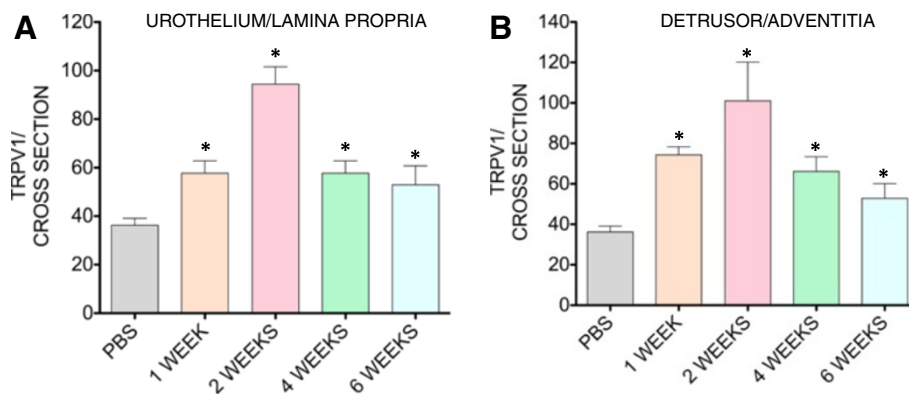 A
UROTHELIUM/LAMINA PROPRIA
TRPV1/
CROSS SECTION
120
100
80
60
40
20
0
*
*
*
*
PBS
1 WEEK
2 WEEKS
4 WEEKS
6 WEEKS
B
DETRUSOR/ADVENTITIA
TRPV1/
CROSS SECTION
140
120
100
80
60
40
20
0
*
*
*
*
PBS
1 WEEK
2 WEEKS
4 WEEKS
6 WEEKS